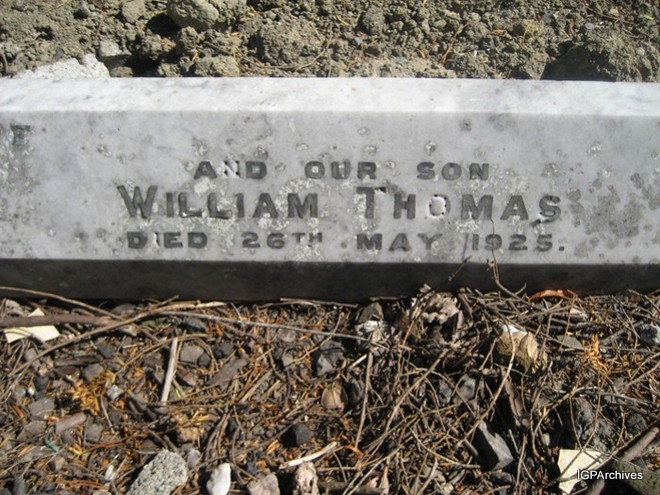 AND OUR SON
WILLIAM THOMAS
DIED 26TH MAY 1925.
IGPArchives